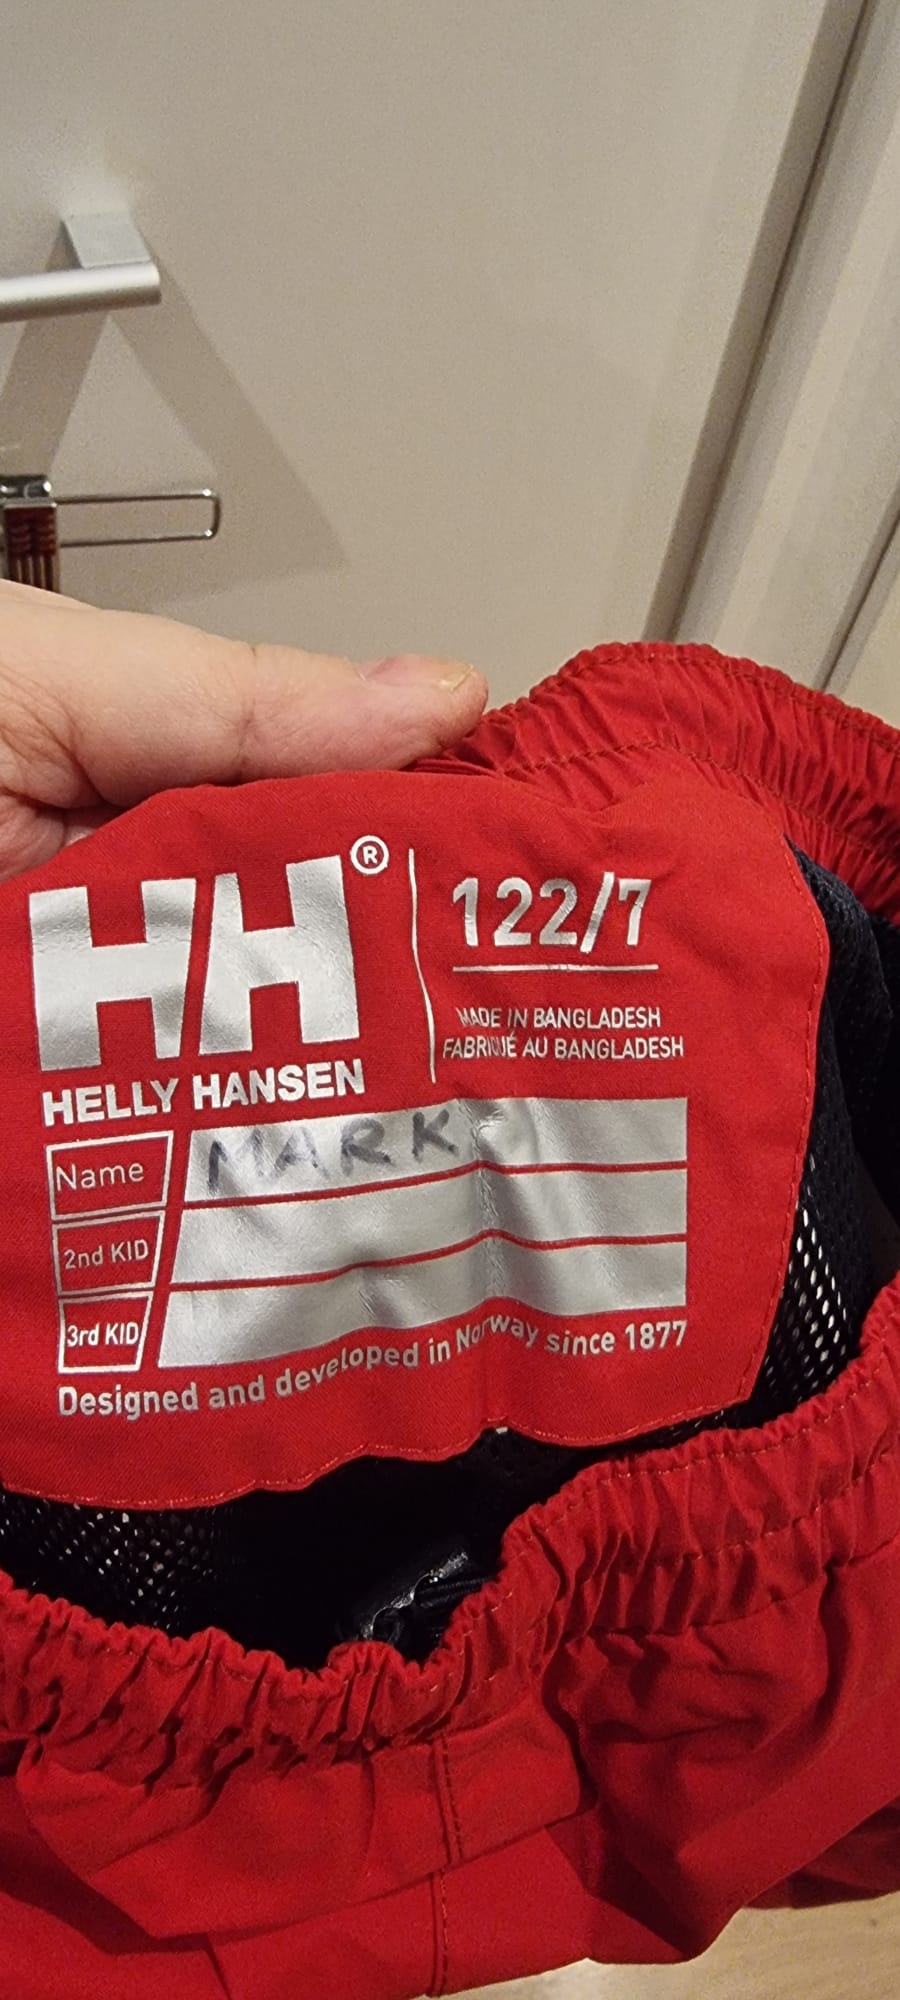 HH®
HELLY HANSEN
122/7
MADE IN BANGLADESH
FABRIQUÉ AU BANGLADESH
Name MARK
2nd KID
3rd KID
Designed and developed in Norway since 1877